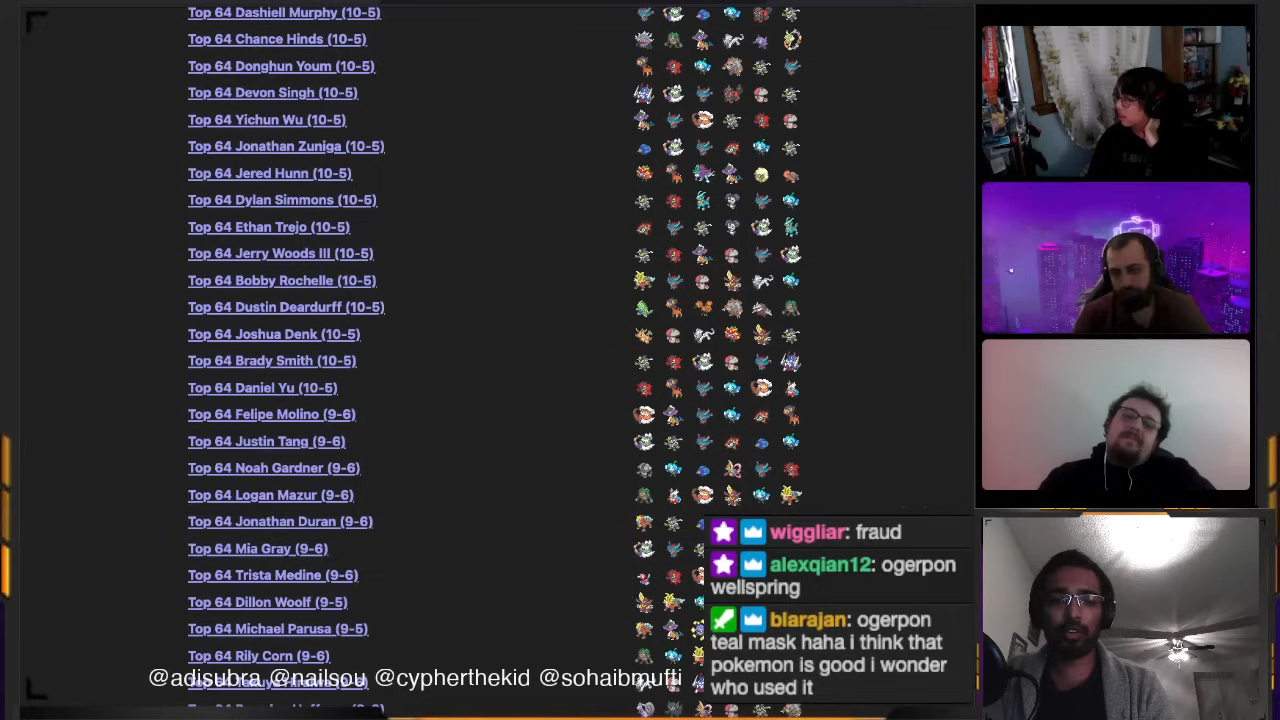 Top 64 Dashiell Murphy (10-5)
Top 64 Chance Hinds (10-5)
Top 64 Donghun Youm (10-5)
Top 64 Devon Singh (10-5)
Top 64 Yichun Wu (10-5)
Top 64 Jonathan Zuniga (10-5)
Top 64 Jered Hunn (10-5)
Top 64 Dylan Simmons (10-5)
Top 64 Ethan Trejo (10-5)
Top 64 Jerry Woods III (10-5)
Top 64 Bobby Rochelle (10-5)
Top 64 Dustin Deardurff (10-5)
Top 64 Joshua Denk (10-5)
Top 64 Brady Smith (10-5)
Top 64 Daniel Yu (10-5)
Top 64 Felipe Molino (9-6)
Top 64 Justin Tang (9-6)
Top 64 Noah Gardner (9-6)
Top 64 Logan Mazur (9-6)
Top 64 Jonathan Duran (9-6)
Top 64 Mia Gray (9-6)
Top 64 Trista Medine (9-6)
Top 64 Dillon Woolf (9-5)
Top 64 Michael Parusa (9-5)
Top 64 Rily Corn (9-6)
@adisubra @nailsou @cypherthekid @sohaibmufti
wiggliar: fraud
alexqian12: ogerpon
wellspring
blarajan: ogerpon
teal mask haha i think that
pokemon is good i wonder
who used it